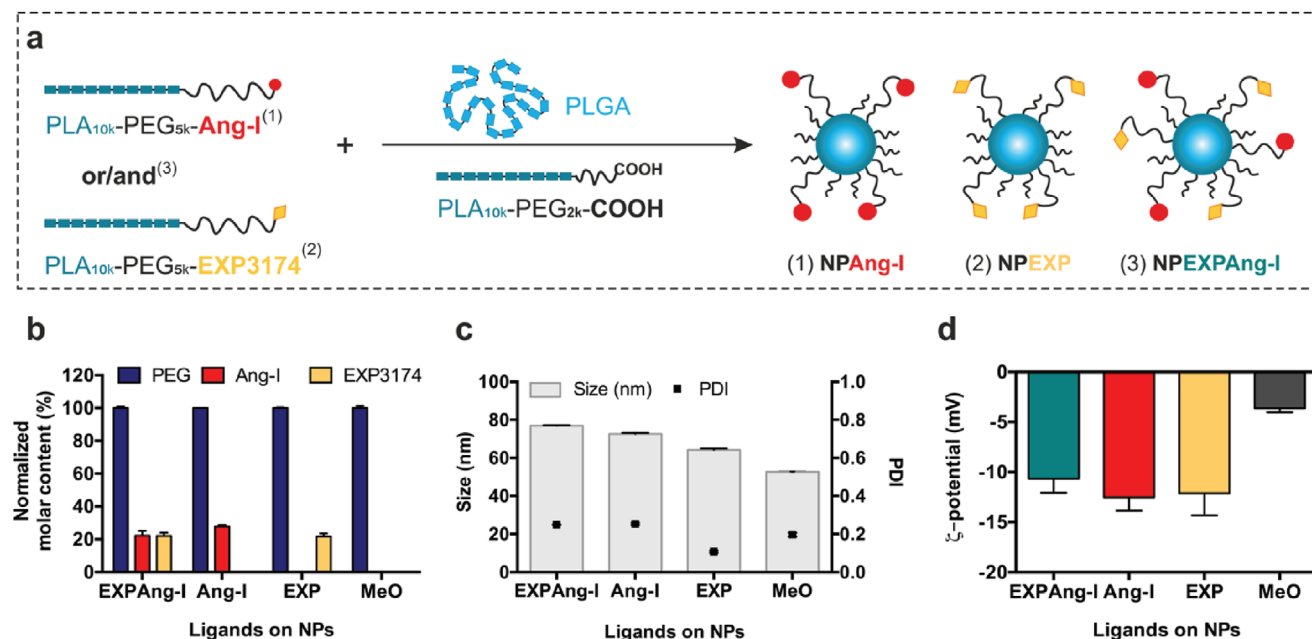 a
PLA10k-PEG5k-Ang-I(1)
or/and(3)
PLA10k-PEG5k-EXP3174(2)
+
PLGA
COOH
PLA10k-PEG2k-COOH
(1) NPAng-I
(2) NPEXP
(3) NPEXPAng-I
b
PEG
Ang-I
EXP3174
Normalized
molar content (%)
120
100
80
60
40
20
0
EXPAng-I
Ang-I
EXP
MeO
Ligands on NPs
c
Size (nm)
PDI
Size (nm)
100
80
60
40
20
0
1.0
0.8
0.6
0.4
0.2
0.0
PDI
EXPAng-I
Ang-I
EXP
MeO
Ligands on NPs
d
ζ-potential (mV)
0
-5
-10
-15
-20
EXPAng-I
Ang-I
EXP
MeO
Ligands on NPs